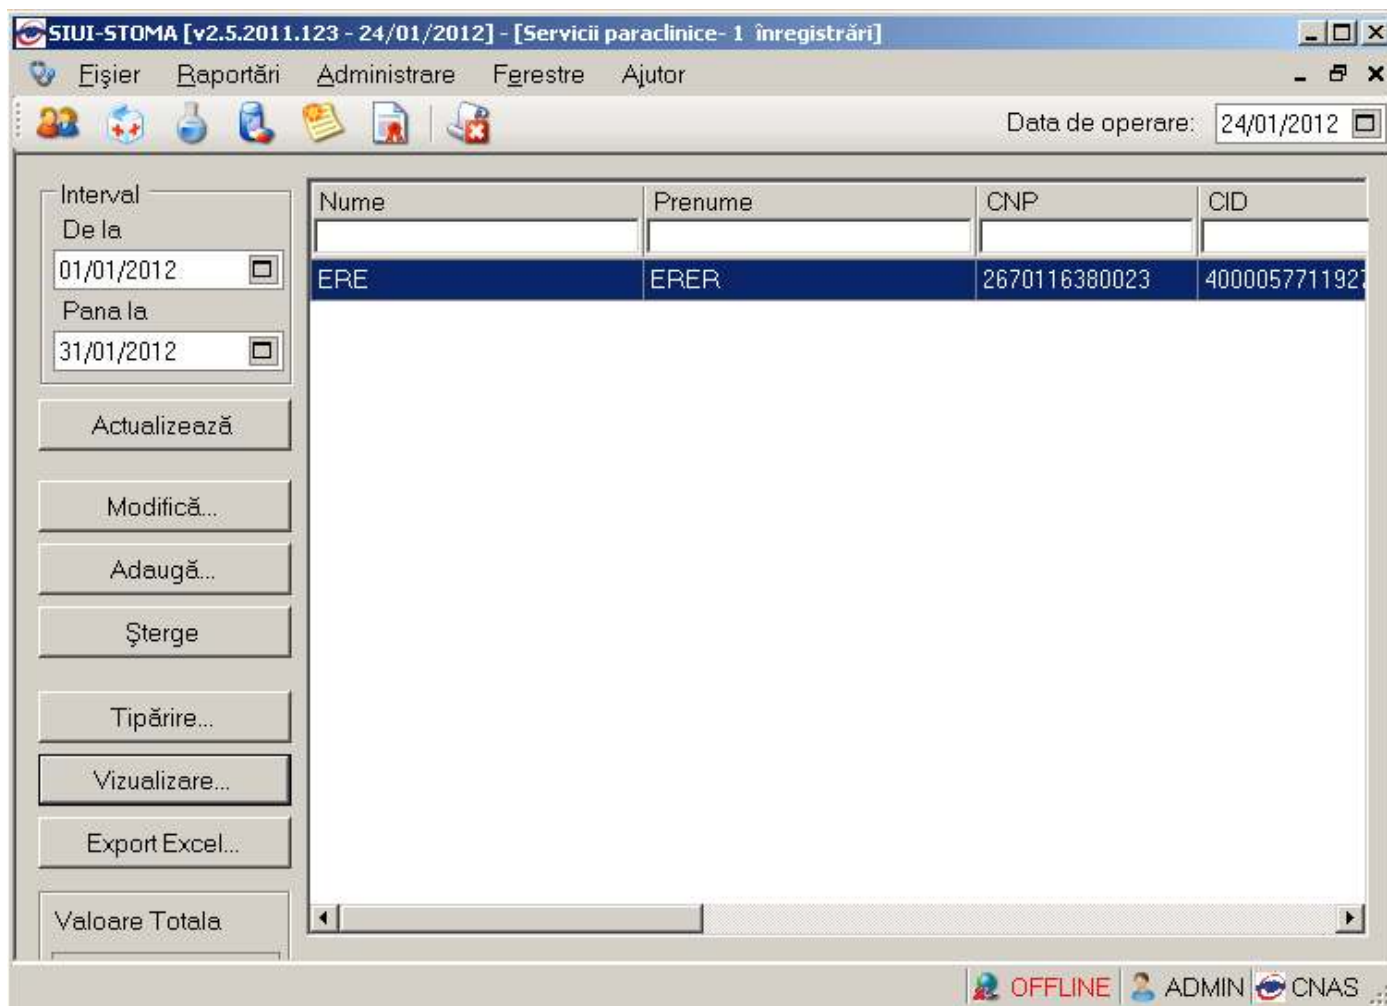 SIUI-STOMA [v2.5.2011.123 - 24/01/2012] - [Servicii paraclinice- 1 înregistrări]
Fişier Raportări Administrare Ferestre Ajutor
Data de operare: 24/01/2012
Interval
De la
01/01/2012
Pana la
31/01/2012
Actualizează
Modifică...
Adaugă...
Şterge
Tipărire...
Vizualizare...
Export Excel...
Valoare Totala
Nume Prenume CNP CID
ERE ERER 2670116380023 400005771192
OFFLINE ADMIN CNAS